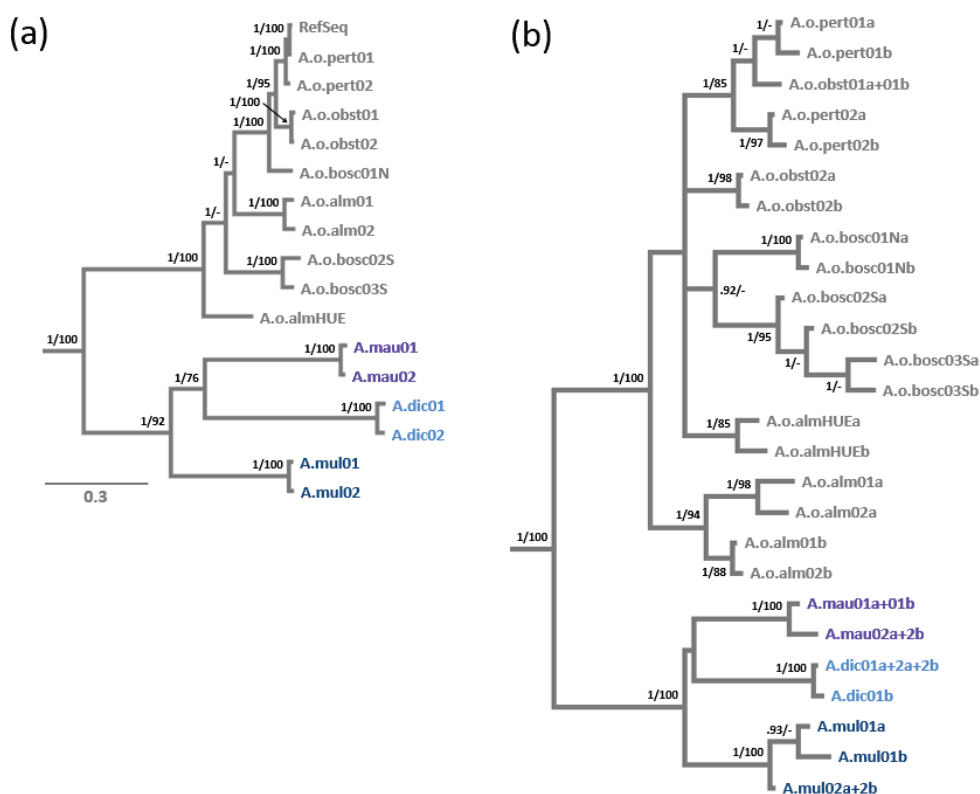 (a)
1/100
RefSeq
1/100
A.o.pert01
A.o.pert02
1/95
1/100
A.o.obst01
1/100
A.o.obst02
A.o.bosc01N
1/-
1/100
A.o.alm01
A.o.alm02
1/-
1/100
A.o.bosc02S
1/100
A.o.bosc03S
A.o.almHUE
1/100
1/100
A.mau01
A.mau02
1/76
1/100
A.dic01
A.dic02
1/92
1/100
A.mul01
A.mul02
0.3
(b)
1/-
A.o.pert01a
A.o.pert01b
1/-
A.o.obst01a+01b
1/85
A.o.pert02a
1/97
A.o.pert02b
1/98
A.o.obst02a
A.o.obst02b
1/100
A.o.bosc01Na
A.o.bosc01Nb
.92/-
A.o.bosc02Sa
1/95
A.o.bosc02Sb
1/-
A.o.bosc03Sa
1/-
A.o.bosc03Sb
1/100
1/85
A.o.almHUEa
A.o.almHUEb
1/98
A.o.alm01a
A.o.alm02a
1/94
A.o.alm01b
1/88
A.o.alm02b
1/100
1/100
A.mau01a+01b
A.mau02a+2b
1/100
A.dic01a+2a+2b
A.dic01b
1/100
.93/-
A.mul01a
A.mul01b
1/100
A.mul02a+2b